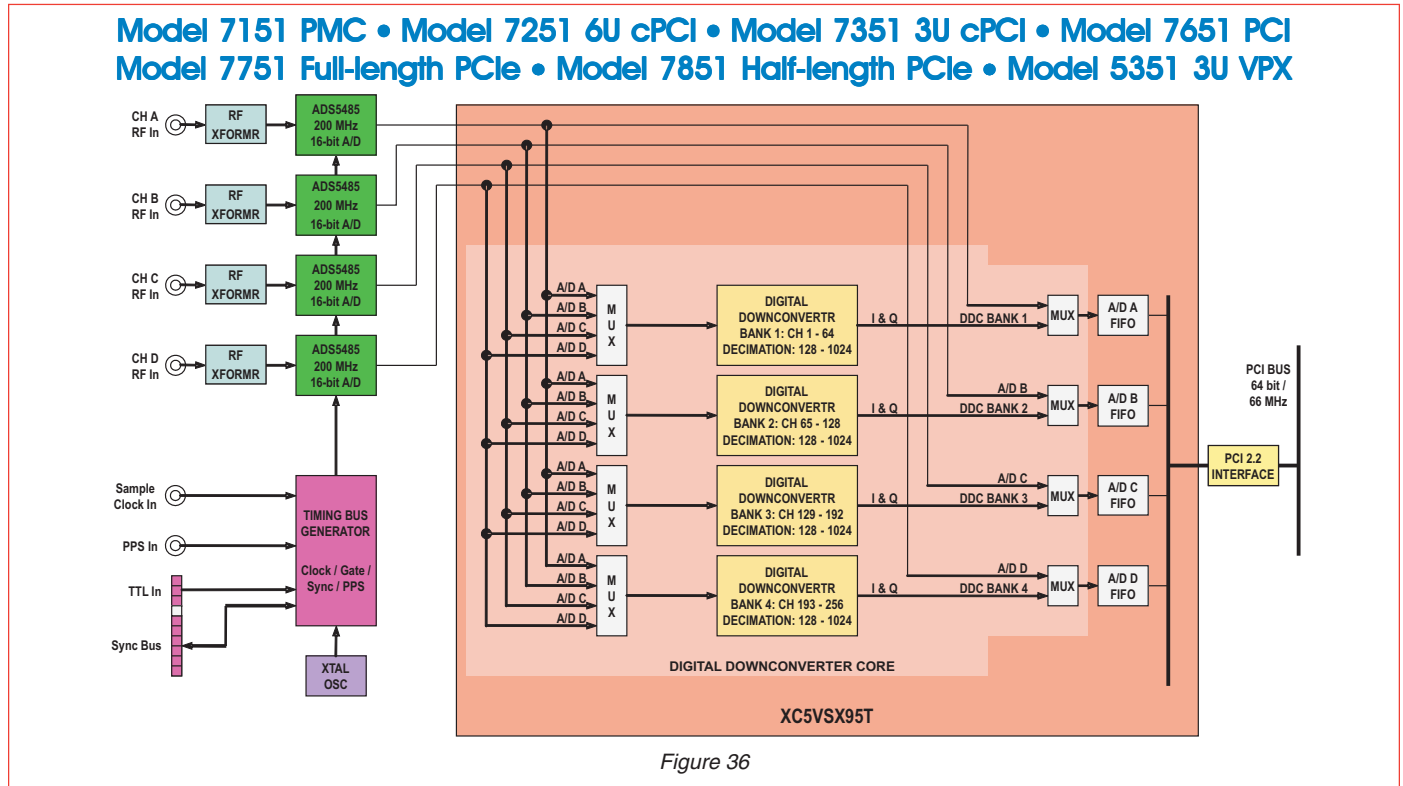 Model 7151 PMC • Model 7251 6U cPCI • Model 7351 3U cPCI • Model 7651 PCI
Model 7751 Full-length PCIe • Model 7851 Half-length PCIe • Model 5351 3U VPX
CH A
RF In
RF
XFORMR
ADS5485
200 MHz
16-bit A/D
CH B
RF In
RF
XFORMR
ADS5485
200 MHz
16-bit A/D
CH C
RF In
RF
XFORMR
ADS5485
200 MHz
16-bit A/D
CH D
RF In
RF
XFORMR
ADS5485
200 MHz
16-bit A/D
Sample
Clock In
PPS In
TTL In
Sync Bus
TIMING BUS
GENERATOR
Clock / Gate /
Sync / PPS
XTAL
OSC
A/D A
A/D B
A/D C
A/D D
M
U
X
DIGITAL
DOWNCONVERTR
BANK 1: CH 1 - 64
DECIMATION: 128 - 1024
I & Q
DDC BANK 1
MUX
A/D A
FIFO
A/D A
A/D B
A/D C
A/D D
M
U
X
DIGITAL
DOWNCONVERTR
BANK 2: CH 65 - 128
DECIMATION: 128 - 1024
I & Q
A/D B
DDC BANK 2
MUX
A/D B
FIFO
A/D A
A/D B
A/D C
A/D D
M
U
X
DIGITAL
DOWNCONVERTR
BANK 3: CH 129 - 192
DECIMATION: 128 - 1024
I & Q
A/D C
DDC BANK 3
MUX
A/D C
FIFO
A/D A
A/D B
A/D C
A/D D
M
U
X
DIGITAL
DOWNCONVERTR
BANK 4: CH 193 - 256
DECIMATION: 128 - 1024
I & Q
A/D D
DDC BANK 4
MUX
A/D D
FIFO
DIGITAL DOWNCONVERTER CORE
XC5VSX95T
PCI 2.2
INTERFACE
PCI BUS
64 bit /
66 MHz
Figure 36